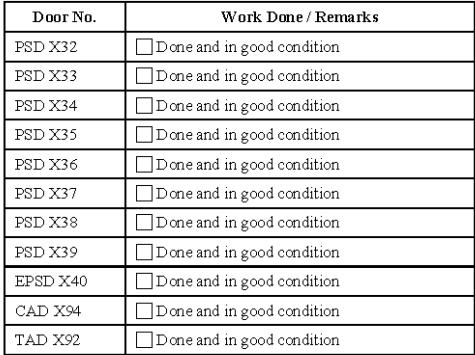 Door No. Work Done / Remarks
PSD X32 ☐ Done and in good condition
PSD X33 ☐ Done and in good condition
PSD X34 ☐ Done and in good condition
PSD X35 ☐ Done and in good condition
PSD X36 ☐ Done and in good condition
PSD X37 ☐ Done and in good condition
PSD X38 ☐ Done and in good condition
PSD X39 ☐ Done and in good condition
EPSD X40 ☐ Done and in good condition
CAD X94 ☐ Done and in good condition
TAD X92 ☐ Done and in good condition